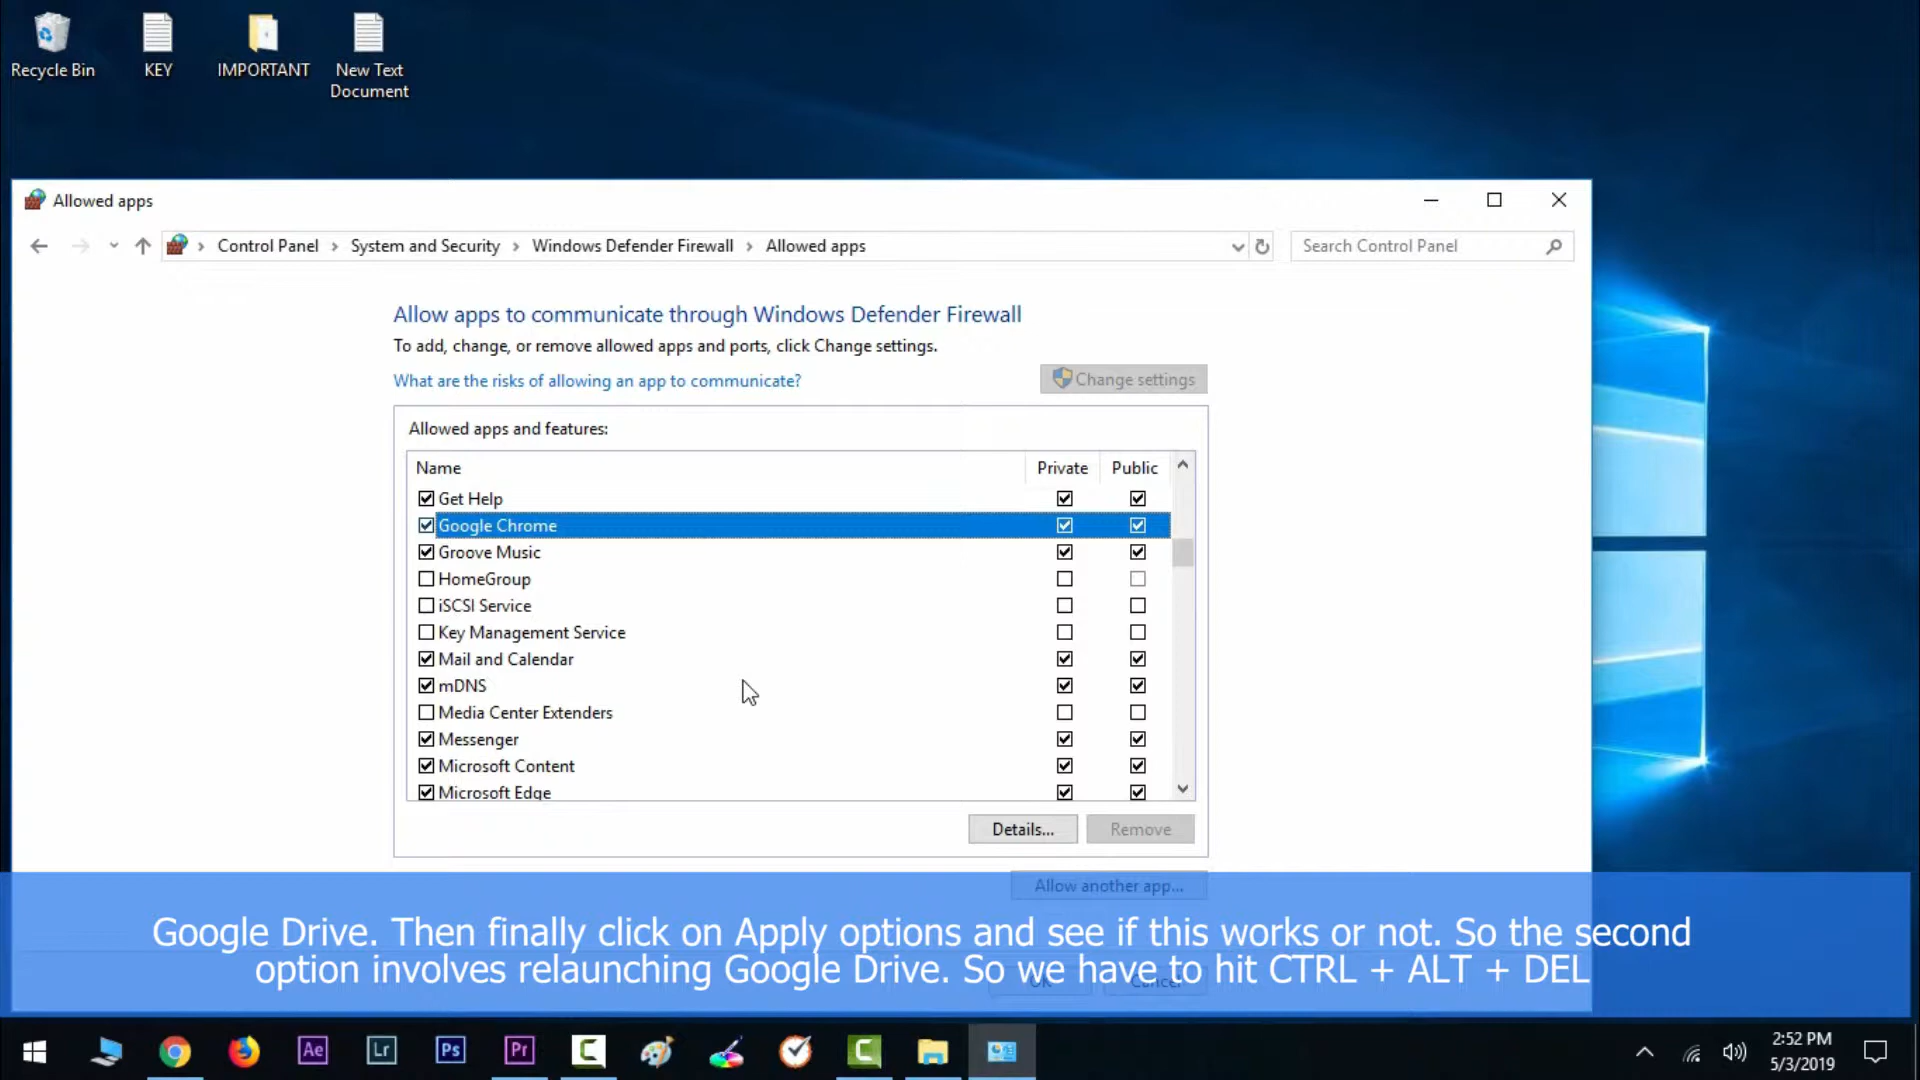 Recycle Bin
KEY
IMPORTANT
New Text
Document
Allowed apps
Control Panel
System and Security
Windows Defender Firewall
Allowed apps
Search Control Panel
Allow apps to communicate through Windows Defender Firewall
To add, change, or remove allowed apps and ports, click Change settings.
What are the risks of allowing an app to communicate?
Change settings
Allowed apps and features:
Name
Private
Public
Get Help
Google Chrome
Groove Music
HomeGroup
iSCSI Service
Key Management Service
Mail and Calendar
mDNS
Media Center Extenders
Messenger
Microsoft Content
Microsoft Edge
Details...
Remove
Allow another app...
Google Drive. Then finally click on Apply options and see if this works or not. So the second
option involves relaunching Google Drive. So we have to hit CTRL + ALT + DEL
OK
Cancel
Ae
Lr
Ps
Pr
2:52 PM
5/3/2019